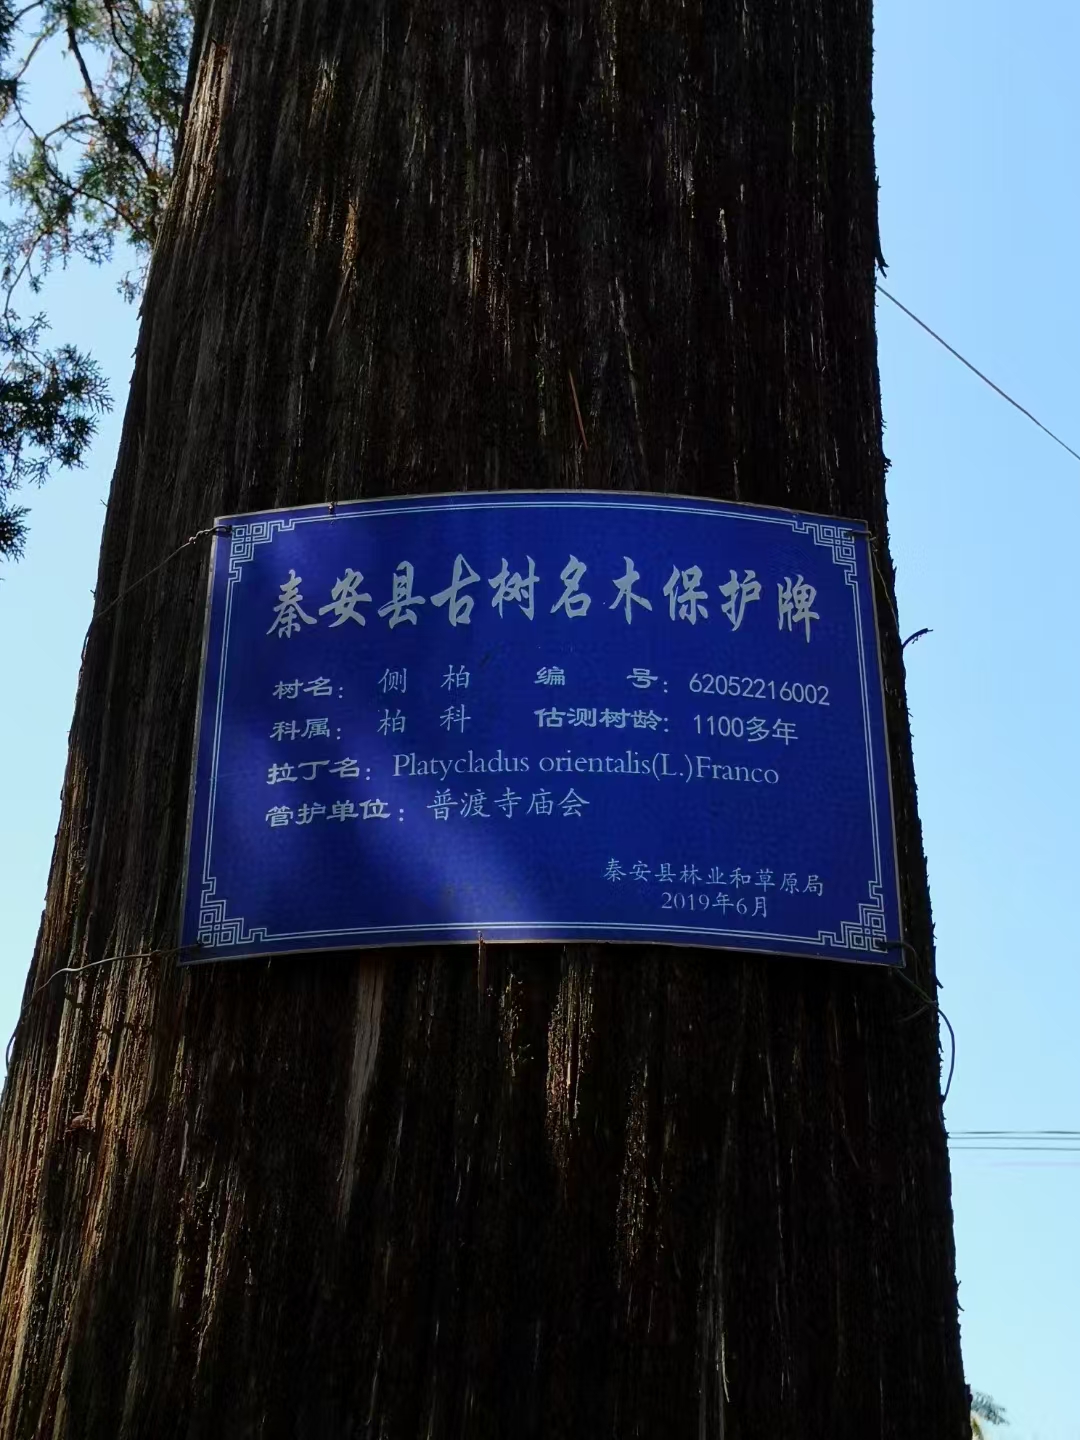 秦安县古树名木保护牌
树名：侧 柏 编 号：62052216002
科属：柏 科 估测树龄：1100多年
拉丁名：Platycladus orientalis(L.)Franco
管护单位：普渡寺庙会
秦安县林业和草原局
2019年6月